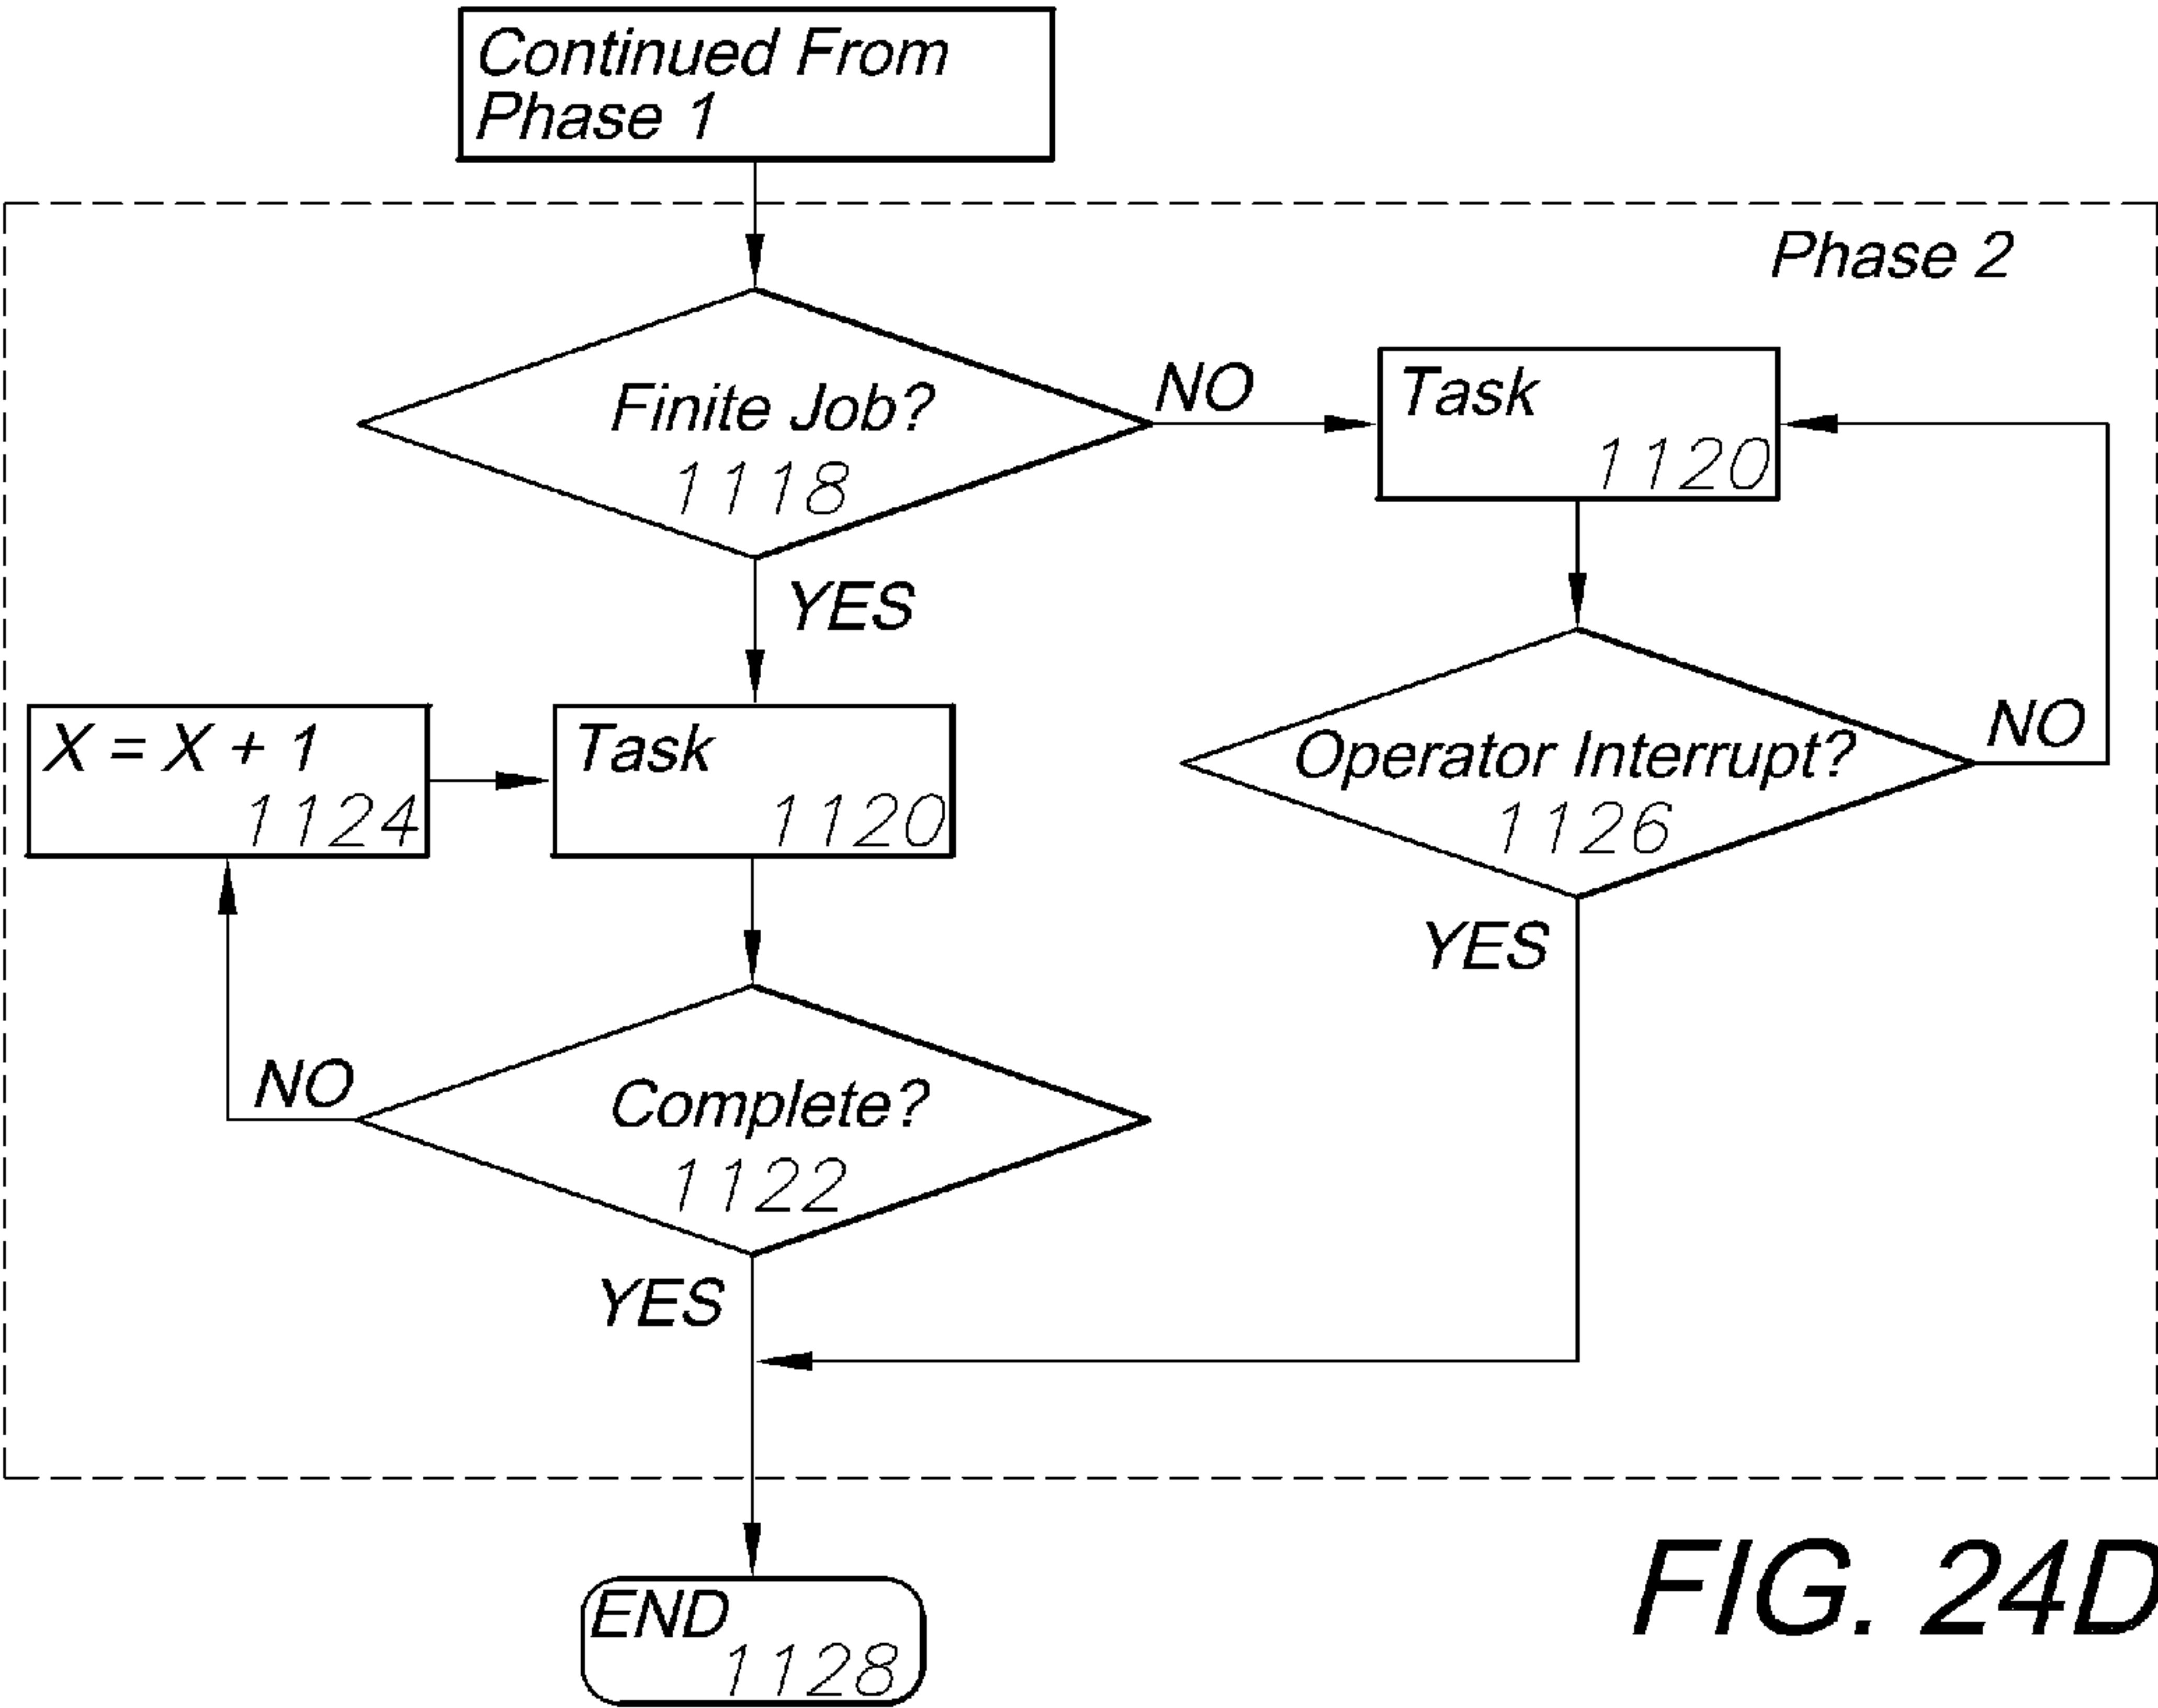 Continued From
Phase 1
Phase 2
Finite Job?
1118
NO
Task
1120
YES
X = X + 1
1124
Task
1120
Operator Interrupt?
1126
NO
YES
Complete?
1122
NO
YES
END
1128
FIG. 24D